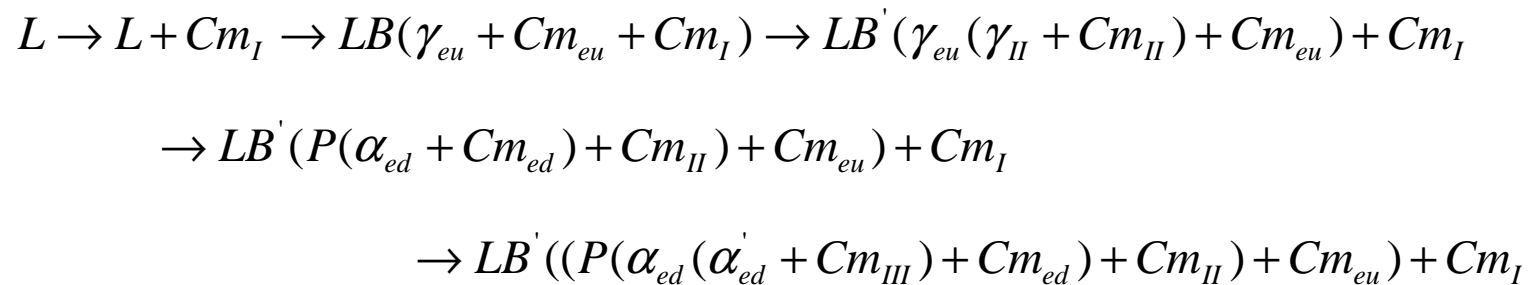 L → L + Cm_I → LB(γ_eu + Cm_eu + Cm_I) → LB'(γ_eu(γ_II + Cm_II) + Cm_eu) + Cm_I
→ LB'(P(α_ed + Cm_ed) + Cm_II) + Cm_eu) + Cm_I
→ LB'((P(α_ed(α'_ed + Cm_III) + Cm_ed) + Cm_II) + Cm_eu) + Cm_I